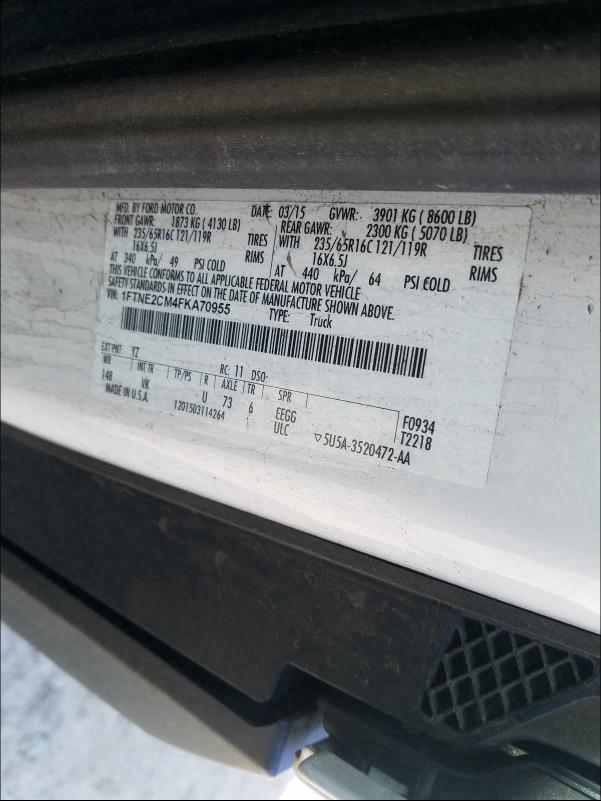 MFD. BY FORD MOTOR CO. DATE: 03/15 GVWR: 3901 KG ( 8600 LB)
FRONT GAWR: 1873 KG ( 4130 LB) REAR GAWR: 2300 KG ( 5070 LB)
WITH 235/65R16C 121/119R TIRES WITH 235/65R16C 121/119R TIRES
16X6.5J RIMS 16X6.5J RIMS
AT 340 kPa/ 49 PSI COLD AT 440 kPa/ 64 PSI COLD
THIS VEHICLE CONFORMS TO ALL APPLICABLE FEDERAL MOTOR VEHICLE
SAFETY STANDARDS IN EFFECT ON THE DATE OF MANUFACTURE SHOWN ABOVE.
VIN: 1FTNE2CM4FKA70955 TYPE: Truck
EXT PNT: YZ RC: 11 DSO:
WB INT TR TP/PS R AXLE TR SPR
148 VK U 73 6 EEGG F0934
MADE IN U.S.A. 1201503114264 ULC T2218
▽5U5A-3520472-AA